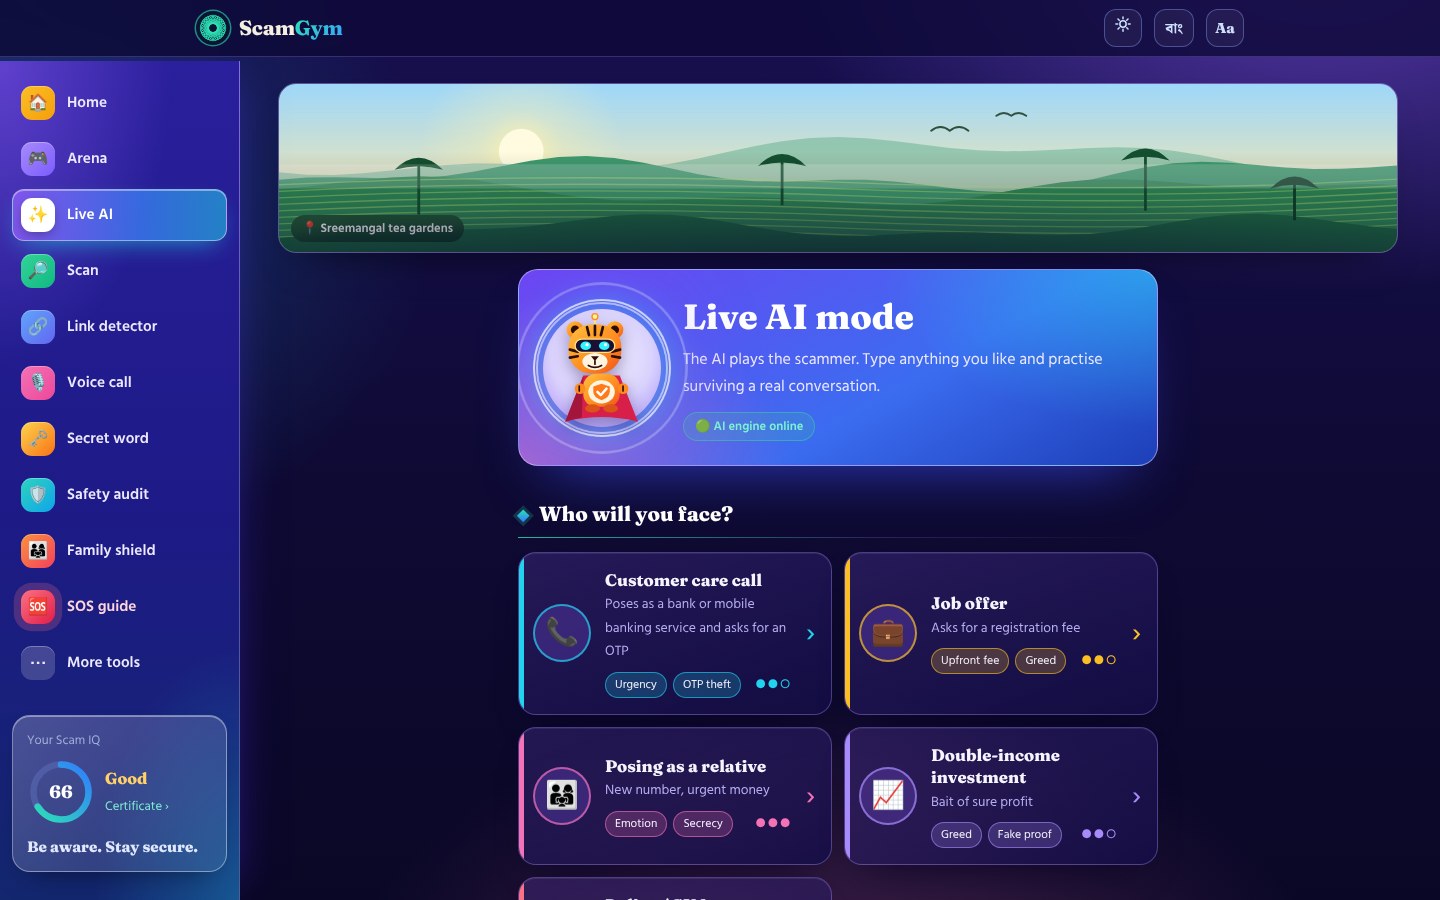 ScamGym
বাং
Aa
Home
Arena
Live AI
Scan
Link detector
Voice call
Secret word
Safety audit
Family shield
SOS
SOS guide
More tools
Your Scam IQ
66
Good
Certificate ›
Be aware. Stay secure.
Sreemangal tea gardens
Live AI mode
The AI plays the scammer. Type anything you like and practise
surviving a real conversation.
AI engine online
Who will you face?
Customer care call
Poses as a bank or mobile
banking service and asks for an
OTP
Urgency
OTP theft
Job offer
Asks for a registration fee
Upfront fee
Greed
Posing as a relative
New number, urgent money
Emotion
Secrecy
Double-income
investment
Bait of sure profit
Greed
Fake proof